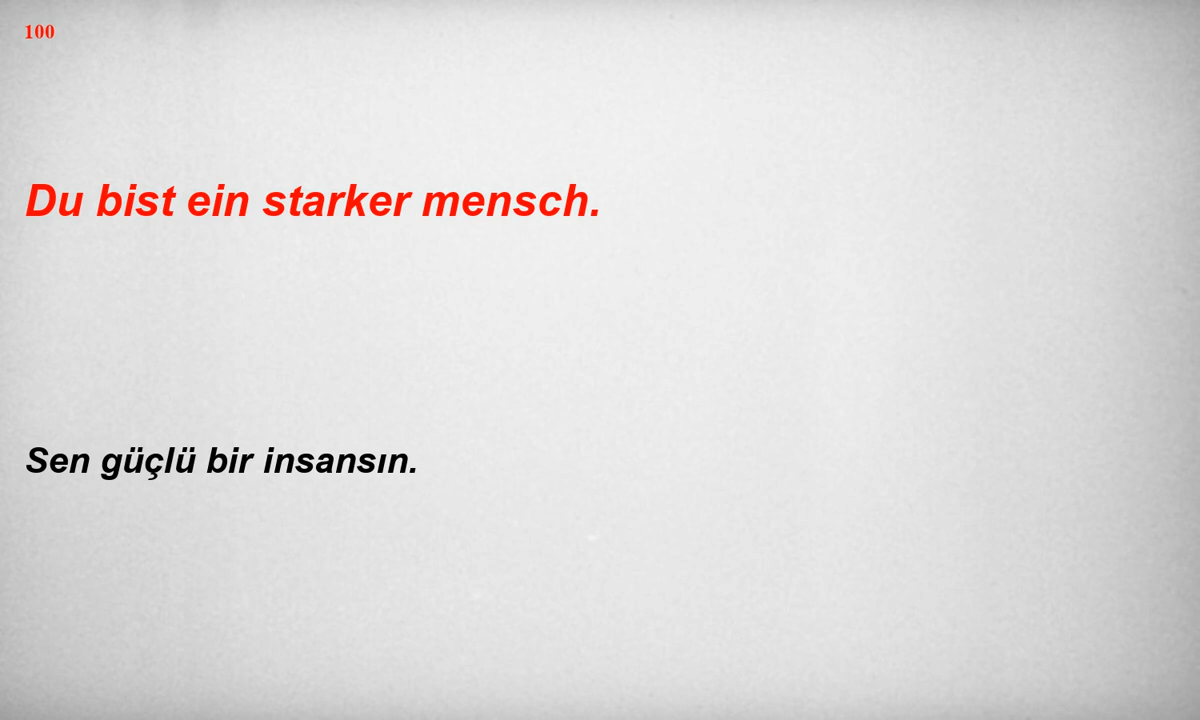 100
Du bist ein starker mensch.
Sen güçlü bir insansın.